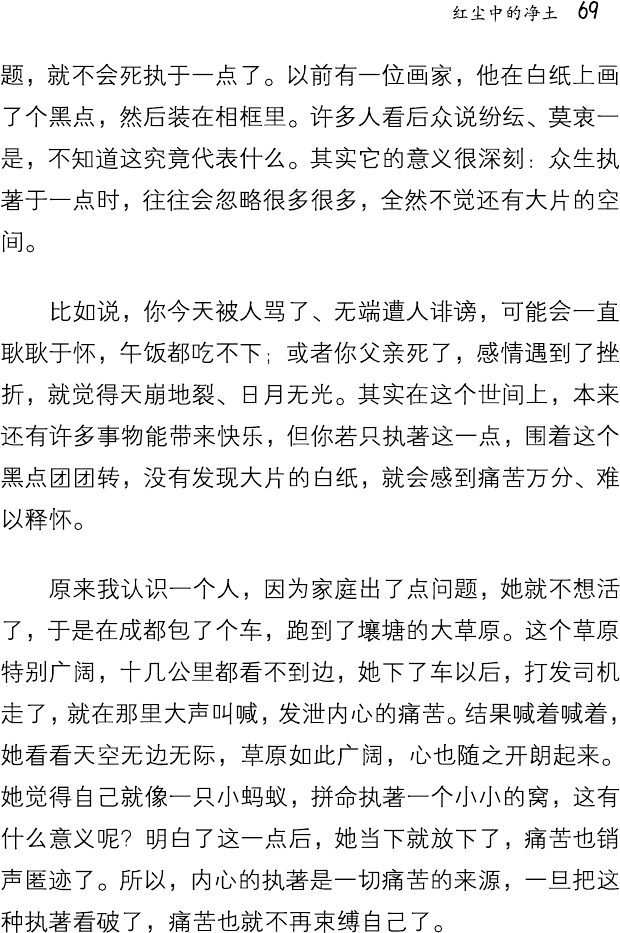 红尘中的净土 69
题，就不会死执于一点了。以前有一位画家，他在白纸上画
了个黑点，然后装在相框里。许多人看后众说纷纭、莫衷一
是，不知道这究竟代表什么。其实它的意义很深刻：众生执
著于一点时，往往会忽略很多很多，全然不觉还有大片的空
间。
比如说，你今天被人骂了、无端遭人诽谤，可能会一直
耿耿于怀，午饭都吃不下；或者你父亲死了，感情遇到了挫
折，就觉得天崩地裂、日月无光。其实在这个世间上，本来
还有许多事物能带来快乐，但你若只执著这一点，围着这个
黑点团团转，没有发现大片的白纸，就会感到痛苦万分、难
以释怀。
原来我认识一个人，因为家庭出了点问题，她就不想活
了，于是在成都包了个车，跑到了壤塘的大草原。这个草原
特别广阔，十几公里都看不到边，她下了车以后，打发司机
走了，就在那里大声叫喊，发泄内心的痛苦。结果喊着喊着，
她看看天空无边无际，草原如此广阔，心也随之开朗起来。
她觉得自己就像一只小蚂蚁，拼命执著一个小小的窝，这有
什么意义呢？明白了这一点后，她当下就放下了，痛苦也销
声匿迹了。所以，内心的执著是一切痛苦的来源，一旦把这
种执著看破了，痛苦也就不再束缚自己了。